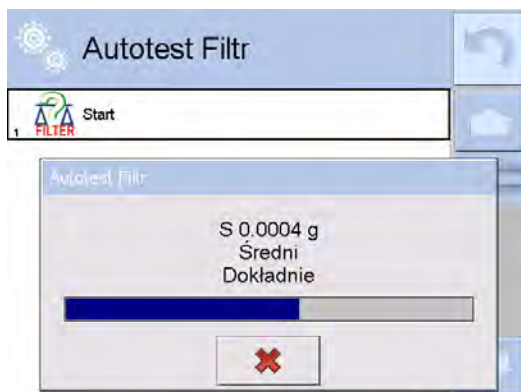 Autotest Filtr
1 FILTER Start
Autotest Filtr
S 0.0004 g
Średni
Dokładnie